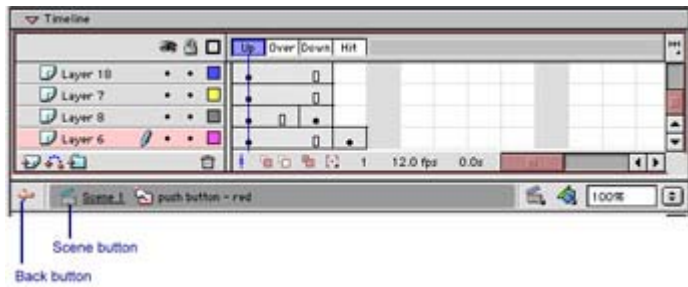 Timeline
Up Over Down Hit
Layer 10
Layer 7
Layer 8
Layer 6
1 12.0 fps 0.0s
Scene 1 push button - red 100%
Scene button
Back button